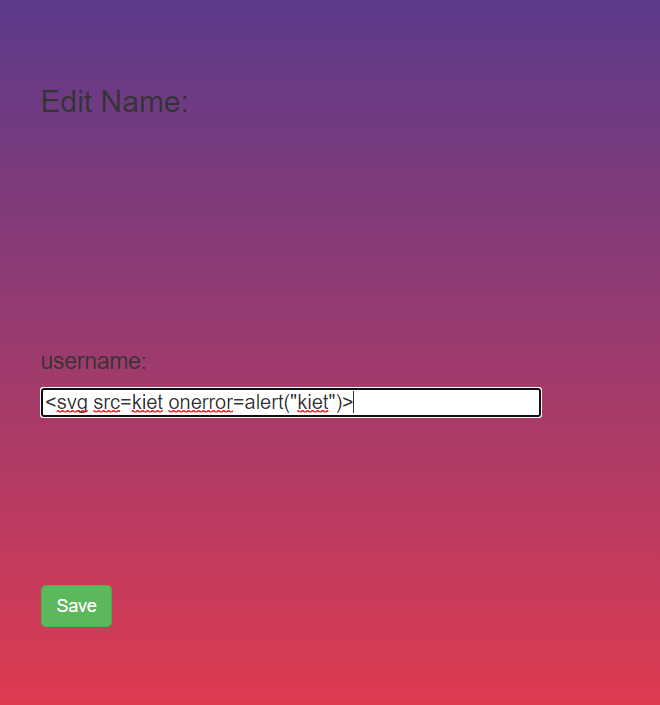 Edit Name:
username:
<svg src=kiet onerror=alert("kiet")>
Save